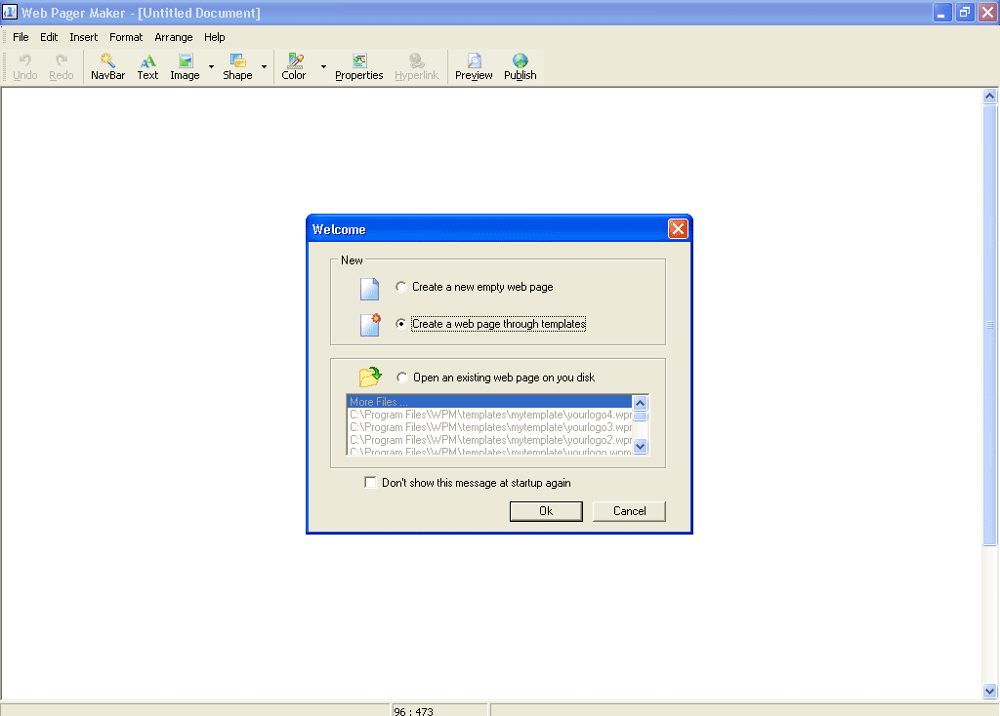 Web Pager Maker - [Untitled Document]
File Edit Insert Format Arrange Help
Undo Redo NavBar Text Image Shape Color Properties Hyperlink Preview Publish
Welcome
New
Create a new empty web page
Create a web page through templates
Open an existing web page on you disk
More Files ...
C:\Program Files\WPM\templates\mytemplate\yourlogo4.wpm
C:\Program Files\WPM\templates\mytemplate\yourlogo3.wpm
C:\Program Files\WPM\templates\mytemplate\yourlogo2.wpm
C:\Program Files\WPM\templates\mytemplate\yourlogo.wpm
Don't show this message at startup again
Ok Cancel
96 : 473